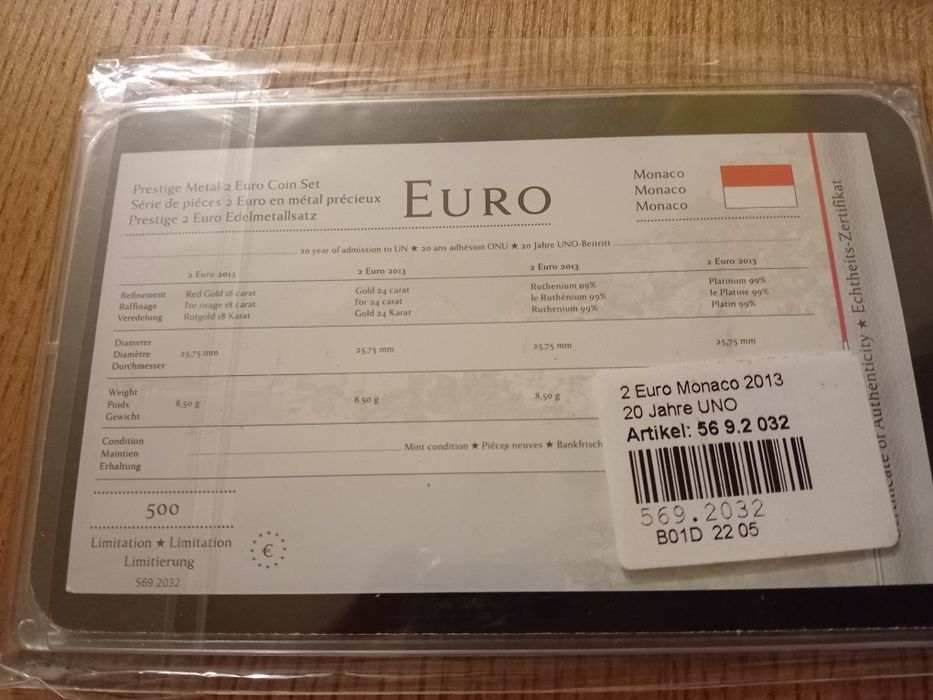 Prestige Metal 2 Euro Coin Set
Série de piéces 2 Euro en métal précieux
Prestige 2 Euro Edelmetallsatz
EURO
Monaco
Monaco
Monaco
20 year of admission to UN ★ 20 ans adhésion ONU ★ 20 Jahre UNO-Beitritt
2 Euro 2013 2 Euro 2013 2 Euro 2013 2 Euro 2013
Refinement Red Gold 18 carat Gold 24 carat Ruthenium 99% Platinum 99%
Raffinage l'or rouge 18 carat l'or 24 carat le Ruthénium 99% le Platine 99%
Veredelung Rotgold 18 Karat Gold 24 Karat Ruthenium 99% Platin 99%
Diameter
Diamètre 25,75 mm 25,75 mm 25,75 mm 25,75 mm
Durchmesser
Weight
Poids 8,50 g 8,50 g 8,50 g
Gewicht
Condition
Maintien Mint condition ★ Piéces neuves ★ Bankfrisch
Erhaltung
500
Limitation ★ Limitation
Limitierung
569 2032
€
of Authenticity ★ Echtheits-Zertifikat
2 Euro Monaco 2013
20 Jahre UNO
Artikel: 56 9.2 032
569.2032
B01D 22 05